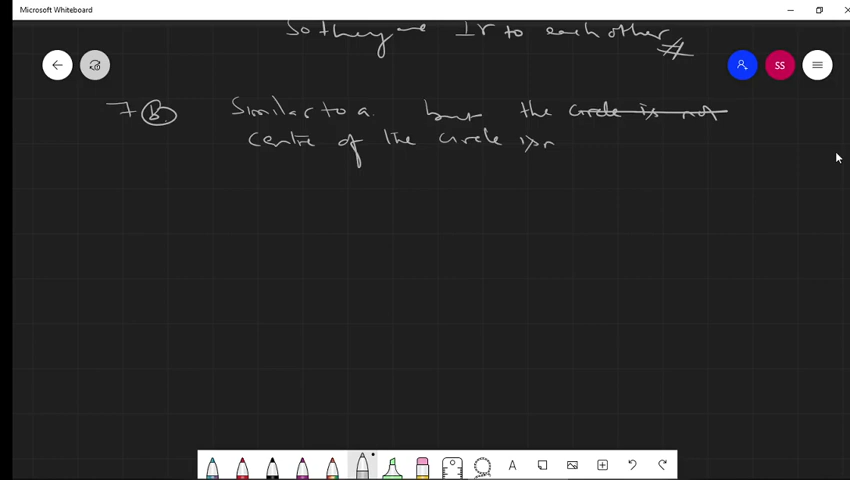 Microsoft Whiteboard
So they are Ir to each other
SS
7 b. Similar to a. but the circle is not
centre of the circle is